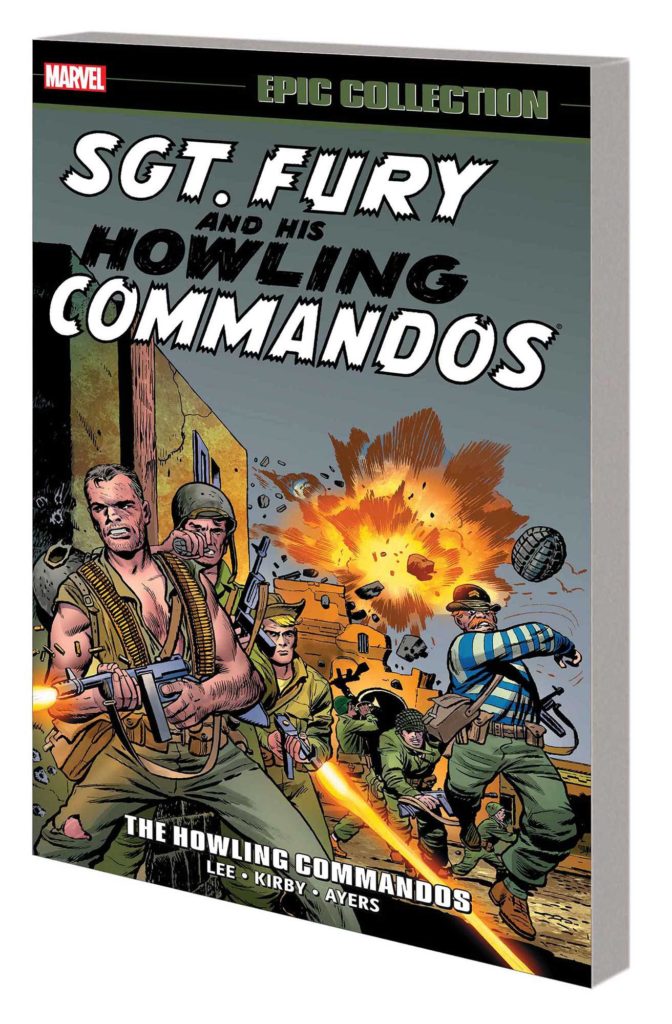 MARVEL
EPIC COLLECTION
SGT. FURY
AND HIS
HOWLING
COMMANDOS®
THE HOWLING COMMANDOS
LEE • KIRBY • AYERS